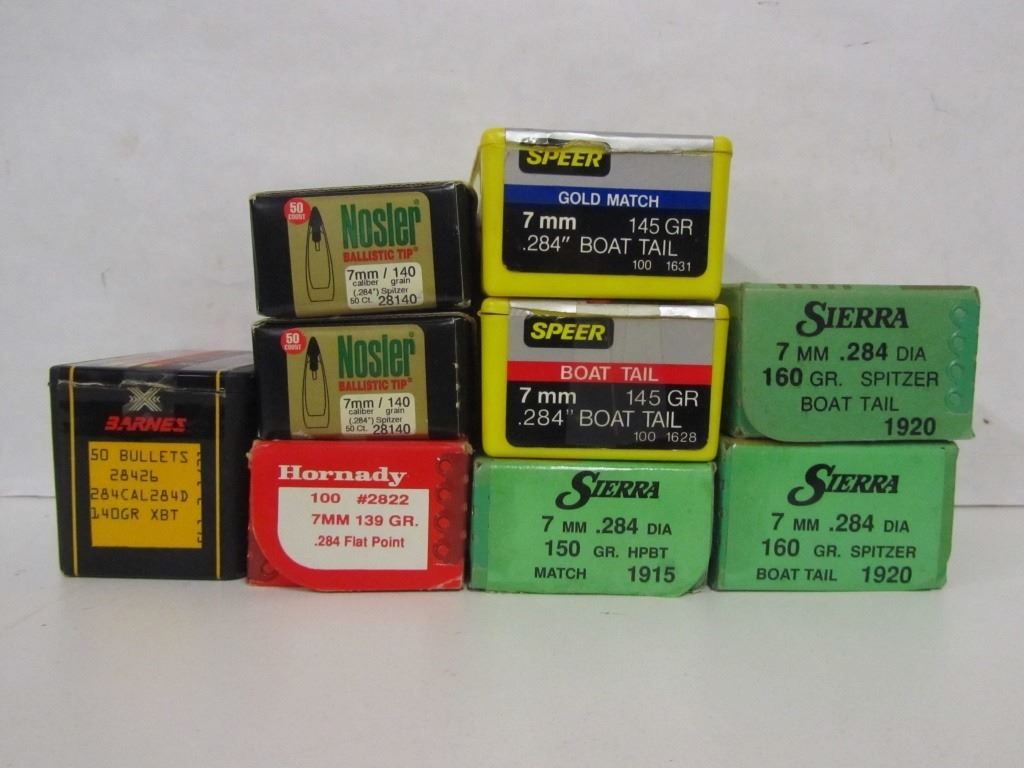 50
COUNT
Nosler®
BALLISTIC TIP®
7mm / 140
caliber grain
(.284") Spitzer
50 Ct. 28140
SPEER
GOLD MATCH
7 mm 145 GR
.284" BOAT TAIL
100 1631
50
COUNT
Nosler®
BALLISTIC TIP®
7mm / 140
caliber grain
(.284") Spitzer
50 Ct. 28140
SPEER
BOAT TAIL
7 mm 145 GR
.284" BOAT TAIL
100 1628
SIERRA
7 MM .284 DIA
160 GR. SPITZER
BOAT TAIL
1920
X
BARNES
50 BULLETS
28426
284CAL284D
140GR XBT
Hornady
100 #2822
7MM 139 GR.
.284 Flat Point
SIERRA
7 MM .284 DIA
150 GR. HPBT
MATCH 1915
SIERRA
7 MM .284 DIA
160 GR. SPITZER
BOAT TAIL 1920